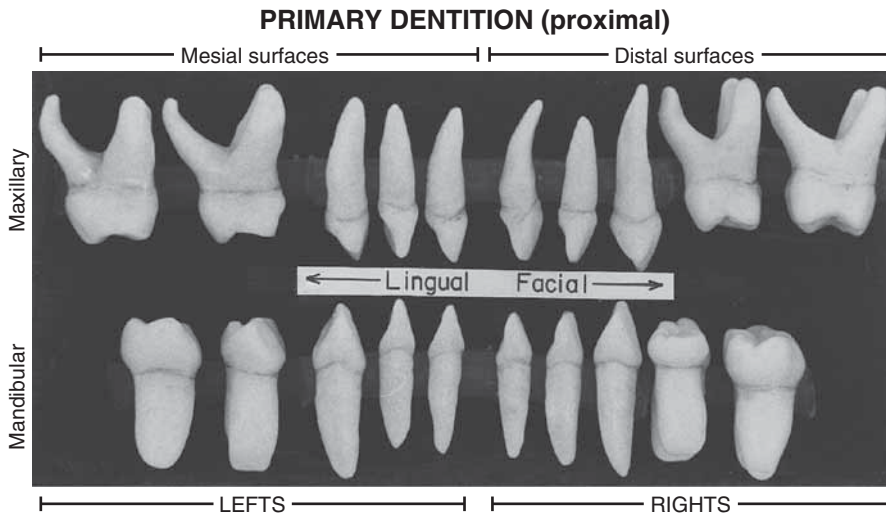 PRIMARY DENTITION (proximal)
Mesial surfaces Distal surfaces
Maxillary
Lingual Facial
Mandibular
LEFTS RIGHTS